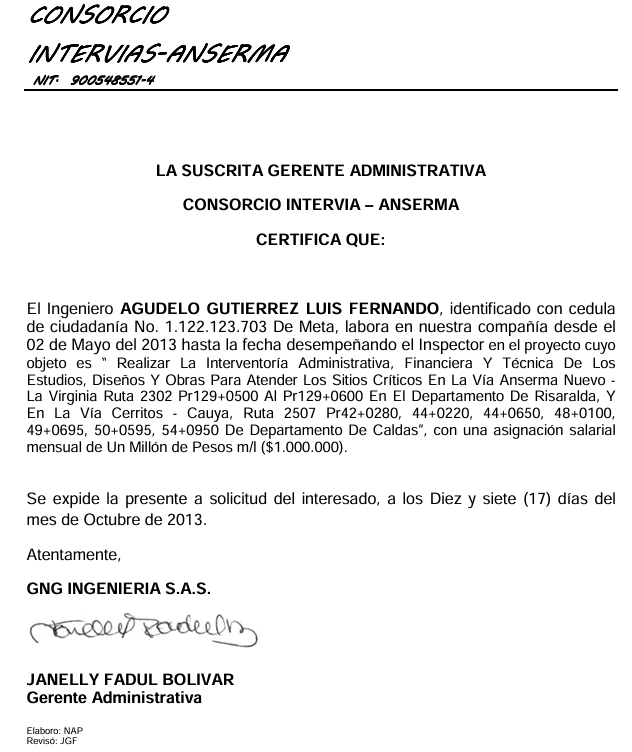 CONSORCIO
INTERVIAS-ANSERMA
NIT: 900548551-4
LA SUSCRITA GERENTE ADMINISTRATIVA
CONSORCIO INTERVIA – ANSERMA
CERTIFICA QUE:
El Ingeniero AGUDELO GUTIERREZ LUIS FERNANDO, identificado con cedula
de ciudadanía No. 1.122.123.703 De Meta, labora en nuestra compañía desde el
02 de Mayo del 2013 hasta la fecha desempeñando el Inspector en el proyecto cuyo
objeto es “ Realizar La Interventoría Administrativa, Financiera Y Técnica De Los
Estudios, Diseños Y Obras Para Atender Los Sitios Críticos En La Vía Anserma Nuevo -
La Virginia Ruta 2302 Pr129+0500 Al Pr129+0600 En El Departamento De Risaralda, Y
En La Vía Cerritos - Cauya, Ruta 2507 Pr42+0280, 44+0220, 44+0650, 48+0100,
49+0695, 50+0595, 54+0950 De Departamento De Caldas”, con una asignación salarial
mensual de Un Millón de Pesos m/l ($1.000.000).
Se expide la presente a solicitud del interesado, a los Diez y siete (17) días del
mes de Octubre de 2013.
Atentamente,
GNG INGENIERIA S.A.S.
JANELLY FADUL BOLIVAR
Gerente Administrativa
Elaboro: NAP
Revisó: JGF